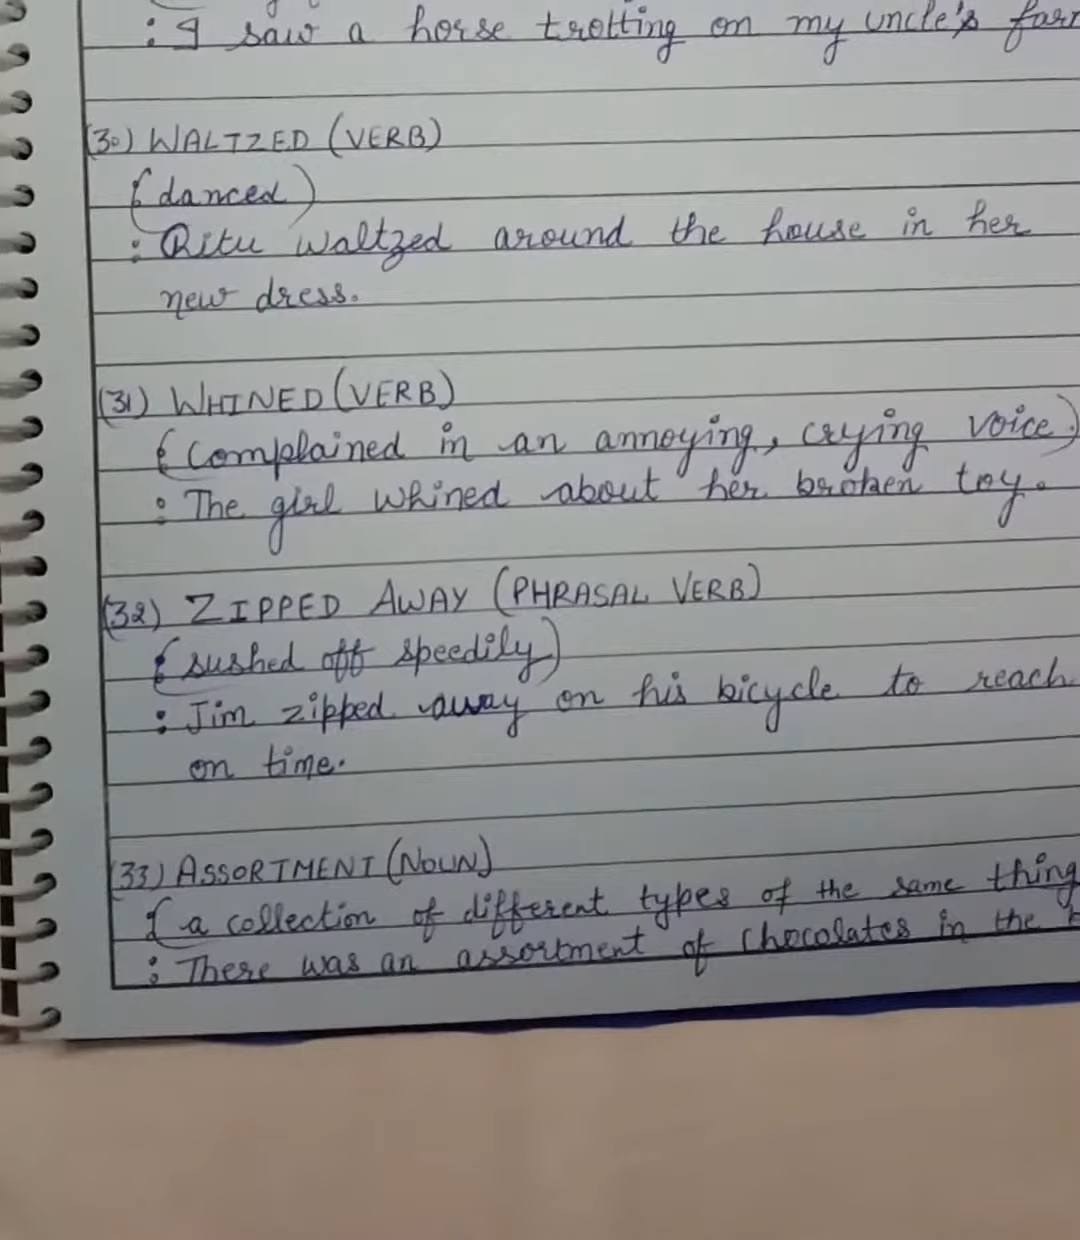 : I saw a horse trotting on my uncle's
(30) WALTZED (VERB)
(danced)
: Ritu waltzed around the house in her
new dress.
(31) WHINED (VERB)
(Complained in an annoying, crying voice)
: The girl whined about her broken toy.
(32) ZIPPED AWAY (PHRASAL VERB)
(rushed off speedily)
: Jim zipped away on his bicycle to reach
on time.
(33) ASSORTMENT (NOUN)
(a collection of different types of the same thing
: There was an assortment of chocolates in the